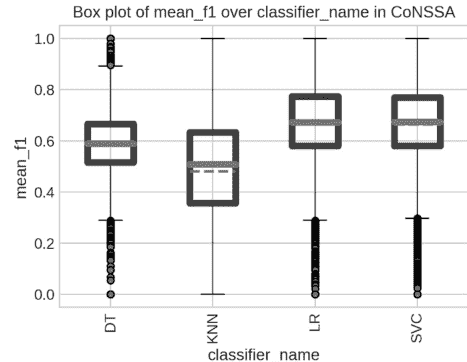 Box plot of mean_f1 over classifier_name in CoNSSA
mean_f1
1.0
0.8
0.6
0.4
0.2
0.0
DT
KNN
LR
SVC
classifier_name